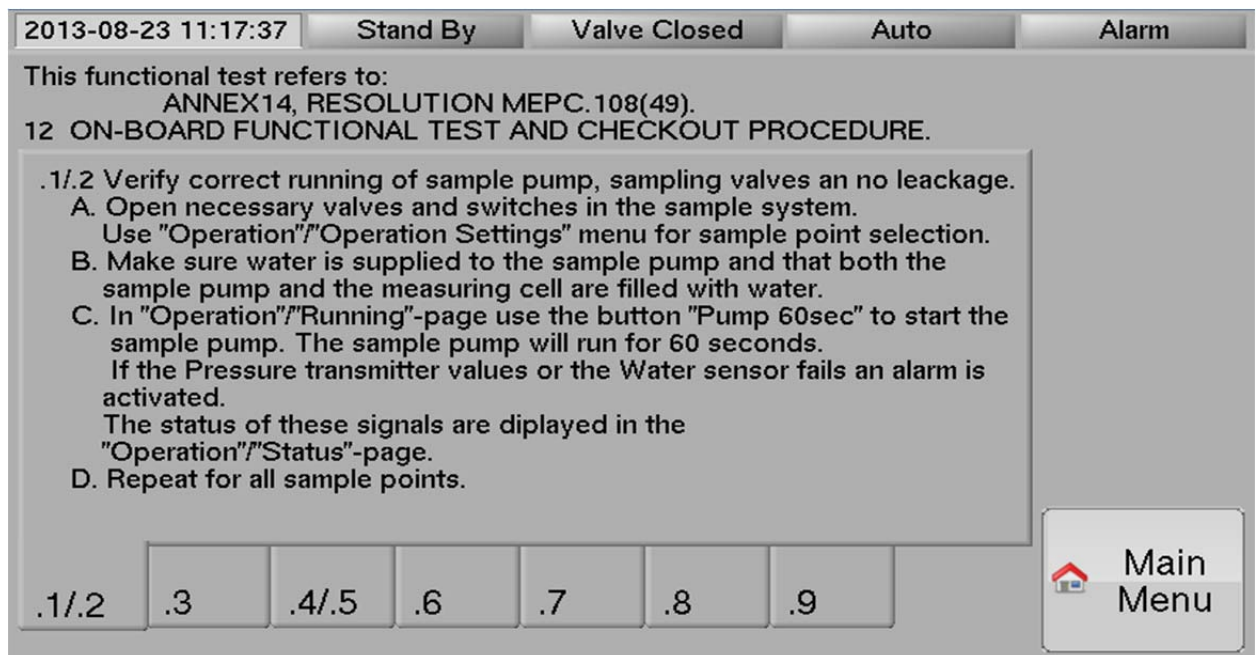 2013-08-23 11:17:37 Stand By Valve Closed Auto Alarm
This functional test refers to:
ANNEX14, RESOLUTION MEPC.108(49).
12 ON-BOARD FUNCTIONAL TEST AND CHECKOUT PROCEDURE.
.1/.2 Verify correct running of sample pump, sampling valves an no leackage.
A. Open necessary valves and switches in the sample system.
Use "Operation"/"Operation Settings" menu for sample point selection.
B. Make sure water is supplied to the sample pump and that both the
sample pump and the measuring cell are filled with water.
C. In "Operation"/"Running"-page use the button "Pump 60sec" to start the
sample pump. The sample pump will run for 60 seconds.
If the Pressure transmitter values or the Water sensor fails an alarm is
activated.
The status of these signals are diplayed in the
"Operation"/"Status"-page.
D. Repeat for all sample points.
.1/.2 .3 .4/.5 .6 .7 .8 .9
Main
Menu